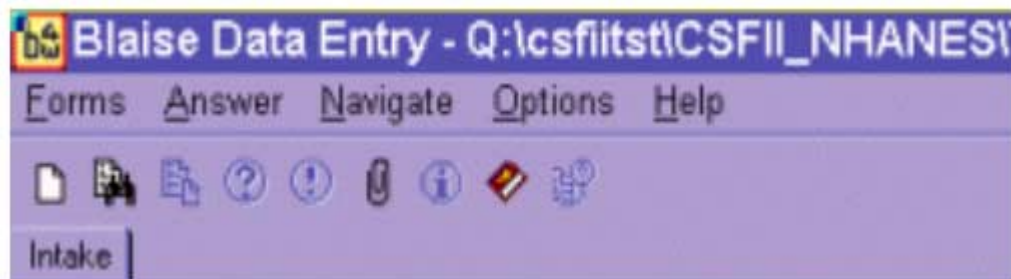 Blaise Data Entry - Q:\csfiitst\CSFII_NHANES\
Forms Answer Navigate Options Help
Intake